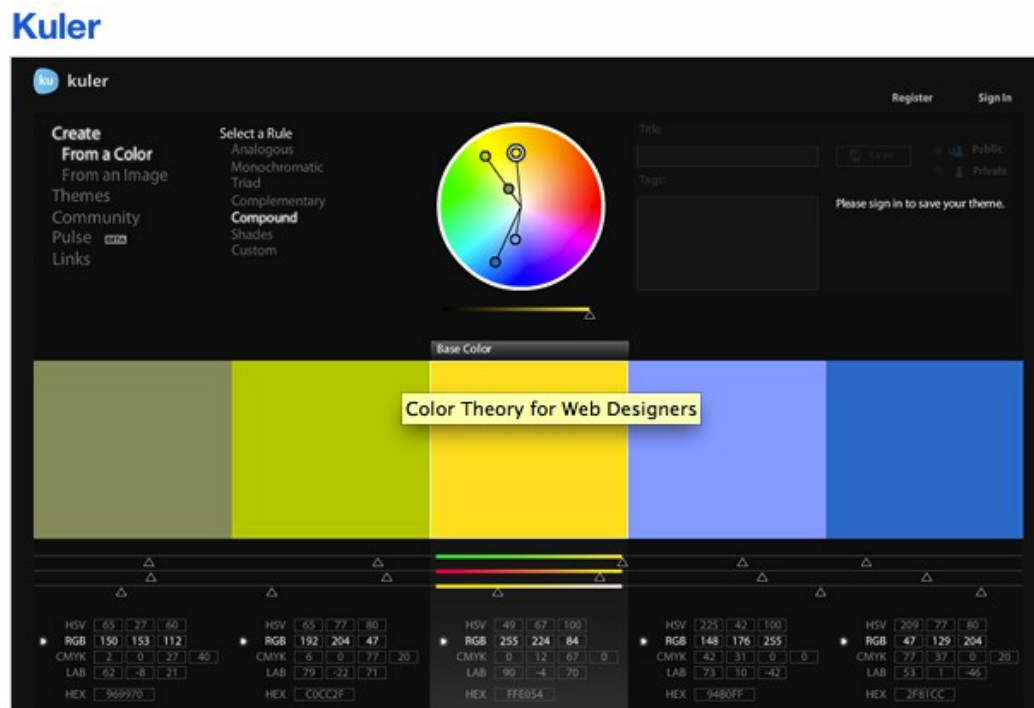 Kuler
ku kuler
Register Sign In
Create
From a Color
From an Image
Themes
Community
Pulse BETA
Links
Select a Rule
Analogous
Monochromatic
Triad
Complementary
Compound
Shades
Custom
Title:
Save
Public
Private
Tags:
Please sign in to save your theme.
Base Color
Color Theory for Web Designers
HSV 65 27 60 HSV 65 77 80 HSV 49 67 100 HSV 225 42 100 HSV 209 77 80
RGB 150 153 112 RGB 192 204 47 RGB 255 224 84 RGB 148 176 255 RGB 47 129 204
CMYK 2 0 27 40 CMYK 6 0 77 20 CMYK 0 12 67 0 CMYK 42 31 0 0 CMYK 77 37 0 20
LAB 62 -8 21 LAB 79 -22 71 LAB 90 -4 70 LAB 73 10 -42 LAB 53 1 -46
HEX 969970 HEX C0CC2F HEX FFE054 HEX 94B0FF HEX 2F81CC